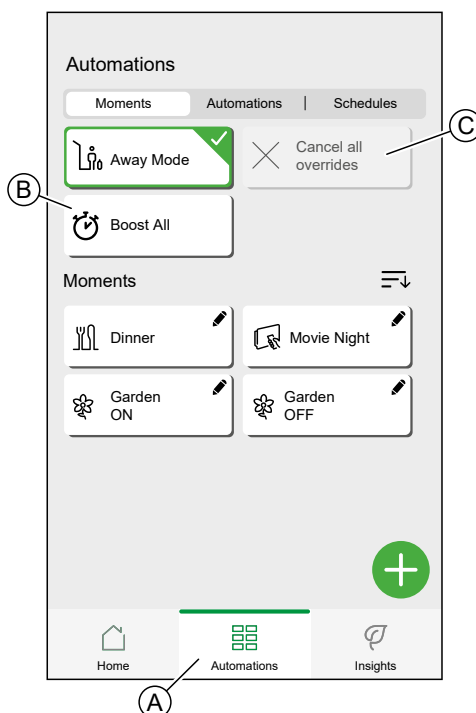 Automations
Moments Automations | Schedules
C
Away Mode
Cancel all
overrides
B
Boost All
Moments
Dinner
Movie Night
Garden
ON
Garden
OFF
Home Automations Insights
A